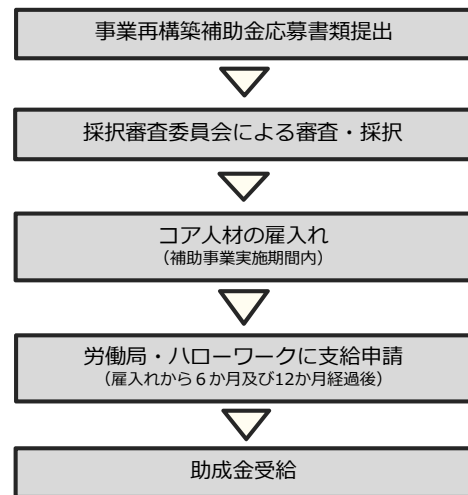 事業再構築補助金応募書類提出
採択審査委員会による審査・採択
コア人材の雇入れ
（補助事業実施期間内）
労働局・ハローワークに支給申請
（雇入れから６か月及び12か月経過後）
助成金受給